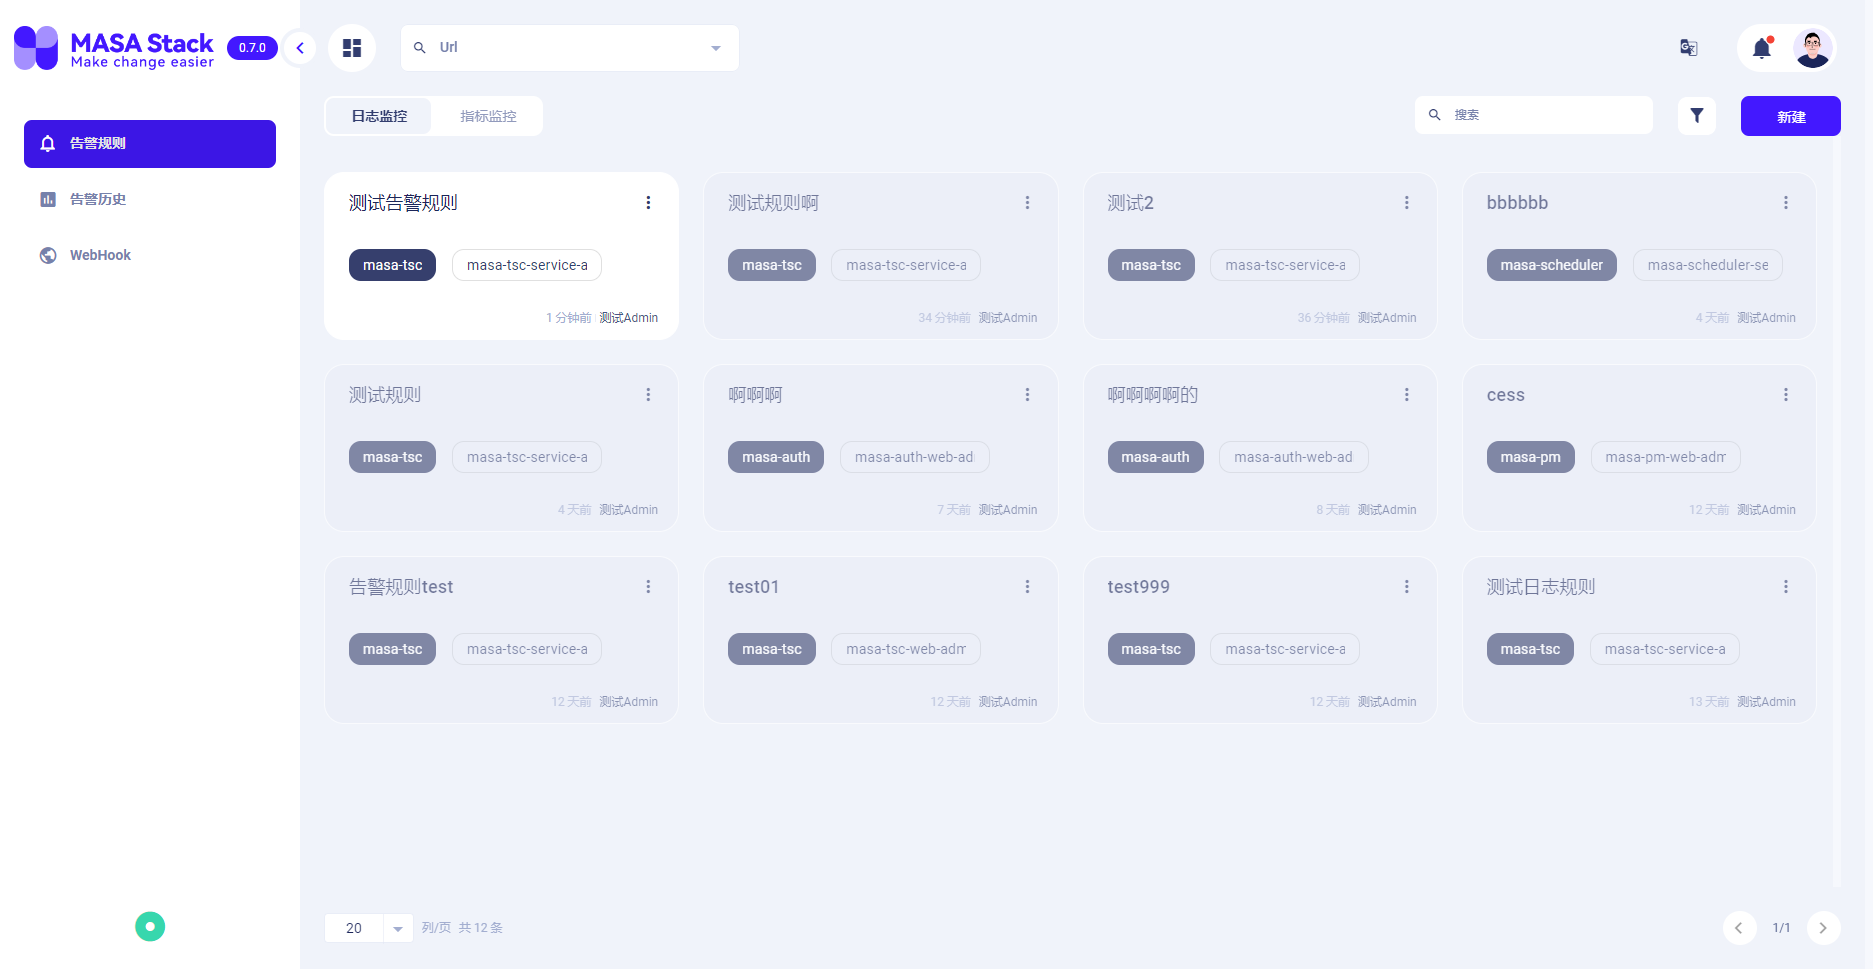 MASA Stack
Make change easier
0.7.0
Url
告警规则
告警历史
WebHook
日志监控
指标监控
搜索
新建
测试告警规则
masa-tsc
masa-tsc-service-a
1 分钟前
测试Admin
测试规则啊
masa-tsc
masa-tsc-service-a
34 分钟前
测试Admin
测试2
masa-tsc
masa-tsc-service-a
36 分钟前
测试Admin
bbbbbb
masa-scheduler
masa-scheduler-se
4 天前
测试Admin
测试规则
masa-tsc
masa-tsc-service-a
4 天前
测试Admin
啊啊啊
masa-auth
masa-auth-web-ad
7 天前
测试Admin
啊啊啊啊的
masa-auth
masa-auth-web-ad
8 天前
测试Admin
cess
masa-pm
masa-pm-web-adm
12 天前
测试Admin
告警规则test
masa-tsc
masa-tsc-service-a
12 天前
测试Admin
test01
masa-tsc
masa-tsc-web-adm
12 天前
测试Admin
test999
masa-tsc
masa-tsc-service-a
12 天前
测试Admin
测试日志规则
masa-tsc
masa-tsc-service-a
13 天前
测试Admin
20
列/页 共 12 条
1/1